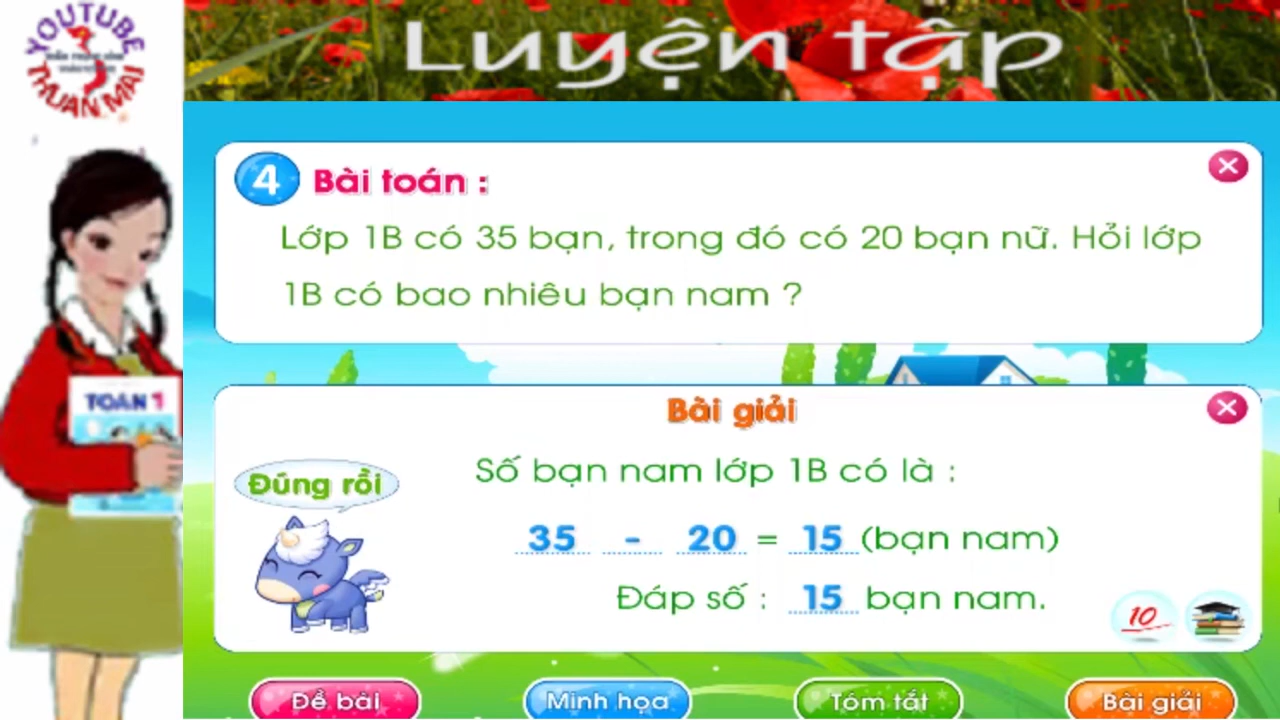 YOUTUBE
THUAN MAI
Luyện tập
4 Bài toán :
Lớp 1B có 35 bạn, trong đó có 20 bạn nữ. Hỏi lớp
1B có bao nhiêu bạn nam ?
TOÁN 1
Bài giải
Đúng rồi
Số bạn nam lớp 1B có là :
35 - 20 = 15 (bạn nam)
Đáp số : 15 bạn nam.
10
Đề bài
Minh họa
Tóm tắt
Bài giải